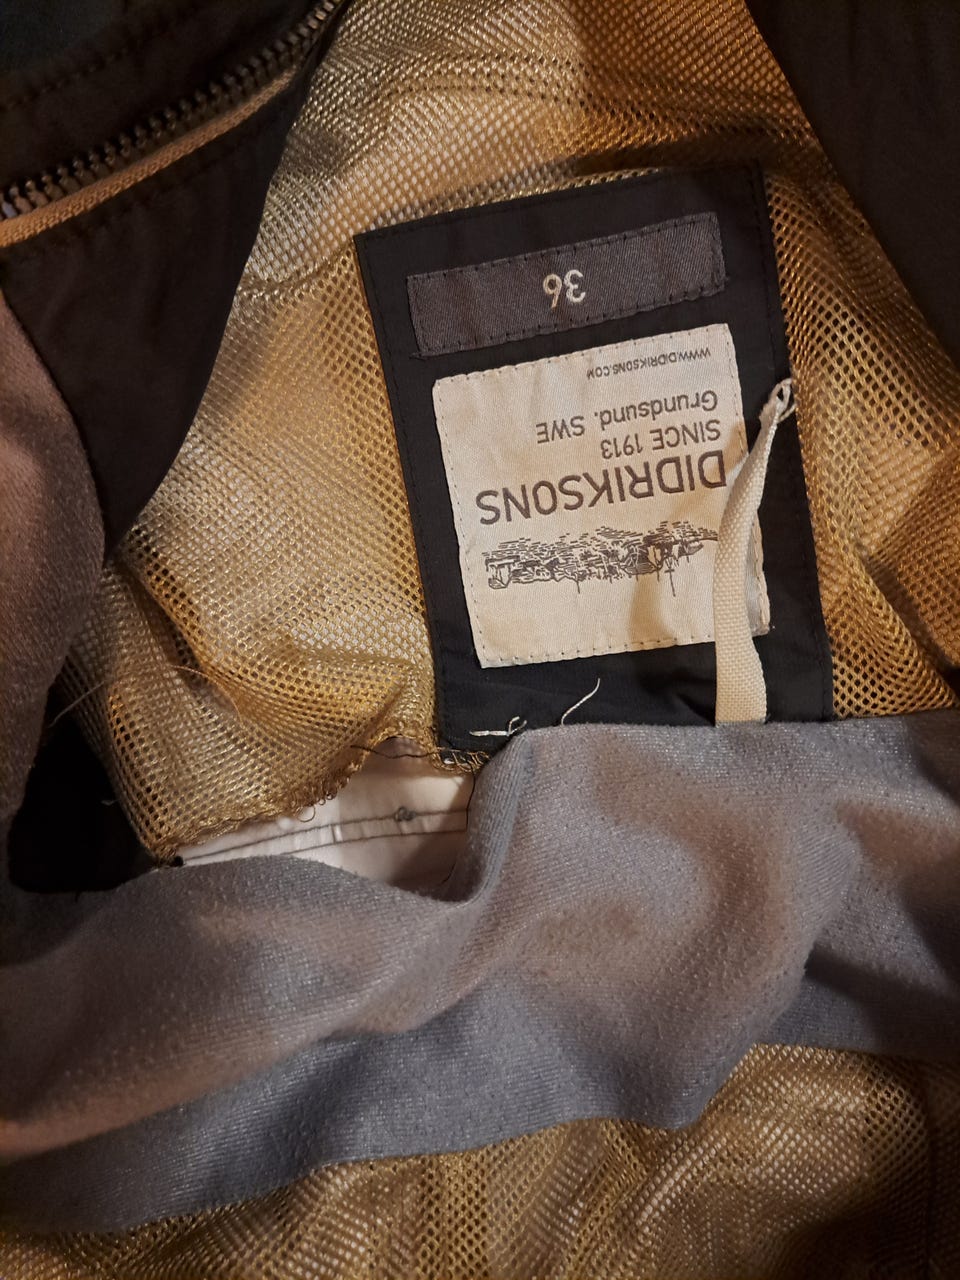 DIDRIKSONS
SINCE 1913
Grundsund. SWE
WWW.DIDRIKSONS.COM
36